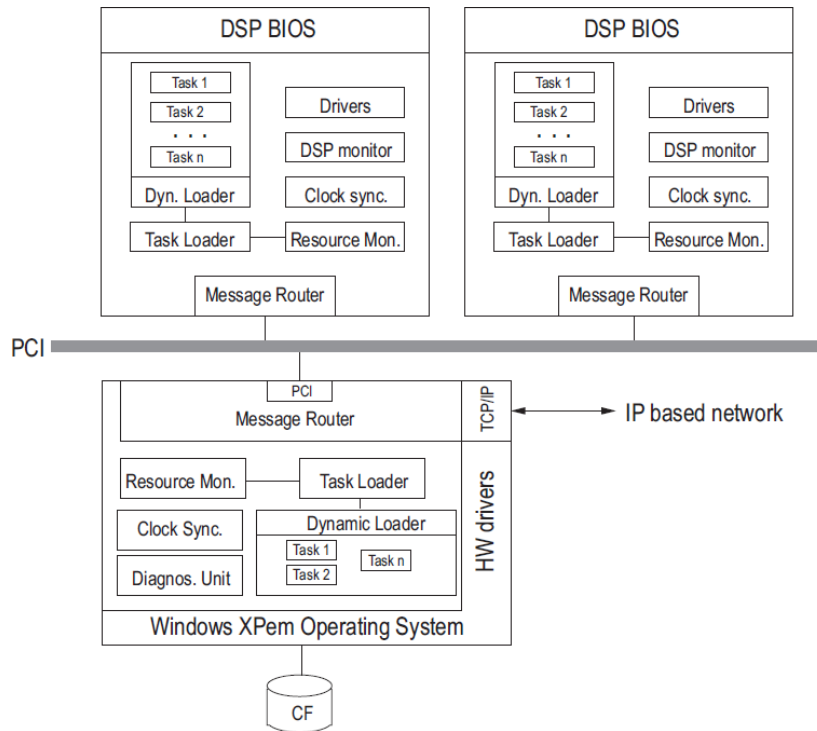 DSP BIOS
Task 1
Task 2
. . .
Task n
Dyn. Loader
Task Loader
Drivers
DSP monitor
Clock sync.
Resource Mon.
Message Router
DSP BIOS
Task 1
Task 2
. . .
Task n
Dyn. Loader
Task Loader
Drivers
DSP monitor
Clock sync.
Resource Mon.
Message Router
PCI
PCI
Message Router
TCP/IP
IP based network
Resource Mon.
Task Loader
Clock Sync.
Dynamic Loader
Task 1
Task 2
Task n
Diagnos. Unit
HW drivers
Windows XPem Operating System
CF